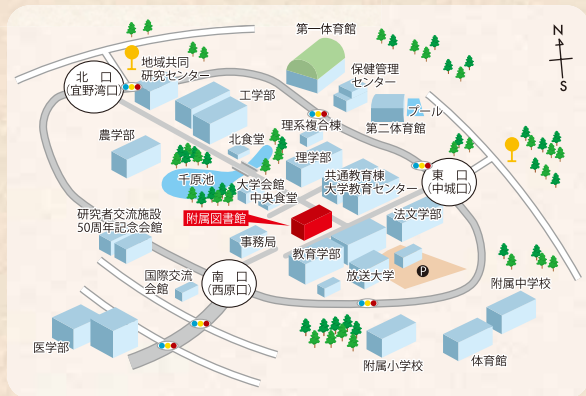 第一体育館
N
S
地域共同
研究センター
保健管理
センター
北　口
(宜野湾口)
工学部
プール
第二体育館
理系複合棟
農学部
北食堂
理学部
千原池
大学会館
中央食堂
共通教育棟
大学教育センター
東　口
(中城口)
研究者交流施設
50周年記念会館
附属図書館
法文学部
事務局
教育学部
国際交流
会館
南　口
(西原口)
放送大学
P
附属中学校
医学部
附属小学校
体育館